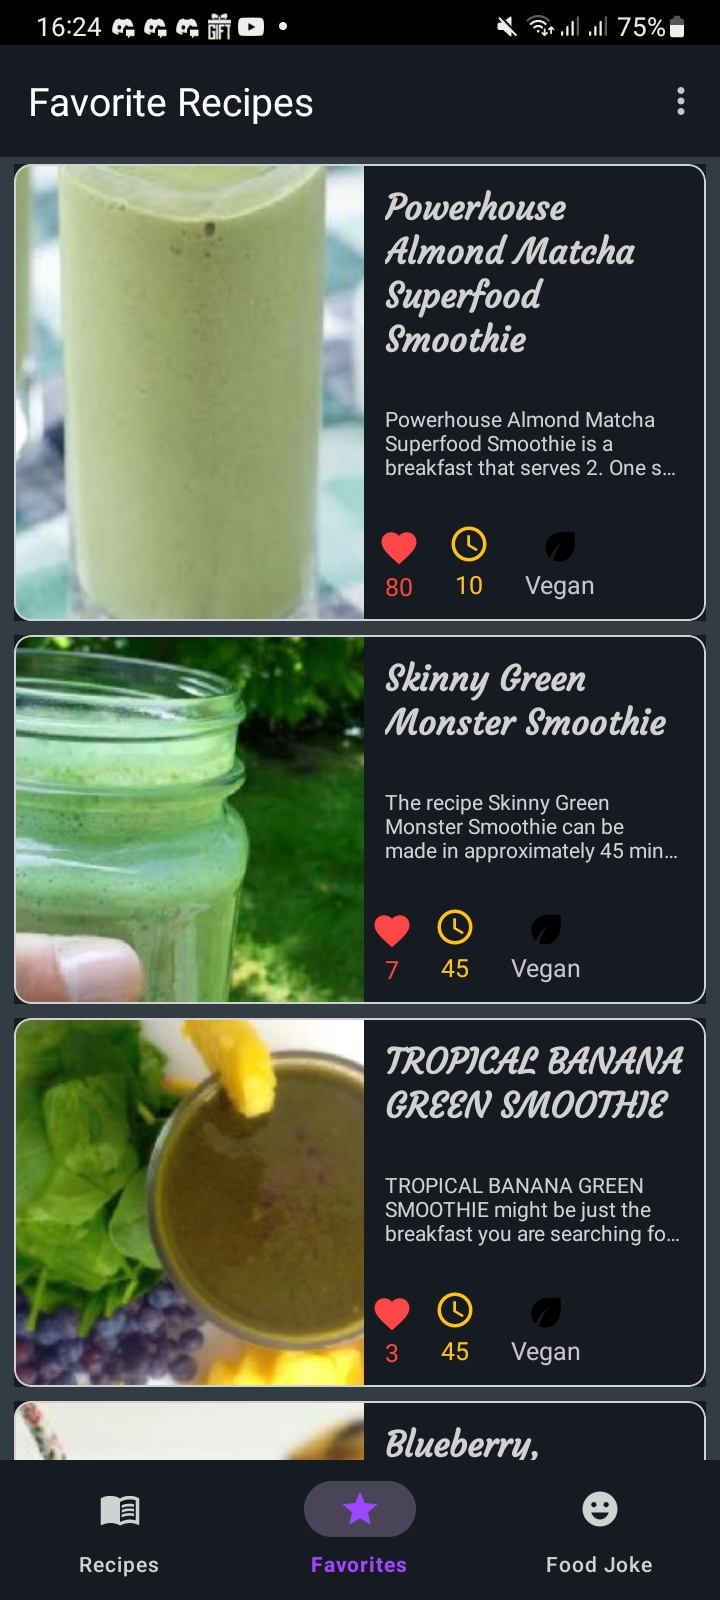 16:24
GIFT
75%
Favorite Recipes
Powerhouse
Almond Matcha
Superfood
Smoothie
Powerhouse Almond Matcha
Superfood Smoothie is a
breakfast that serves 2. One s...
80
10
Vegan
Skinny Green
Monster Smoothie
The recipe Skinny Green
Monster Smoothie can be
made in approximately 45 min...
7
45
Vegan
TROPICAL BANANA
GREEN SMOOTHIE
TROPICAL BANANA GREEN
SMOOTHIE might be just the
breakfast you are searching fo...
3
45
Vegan
Blueberry,
Recipes
Favorites
Food Joke